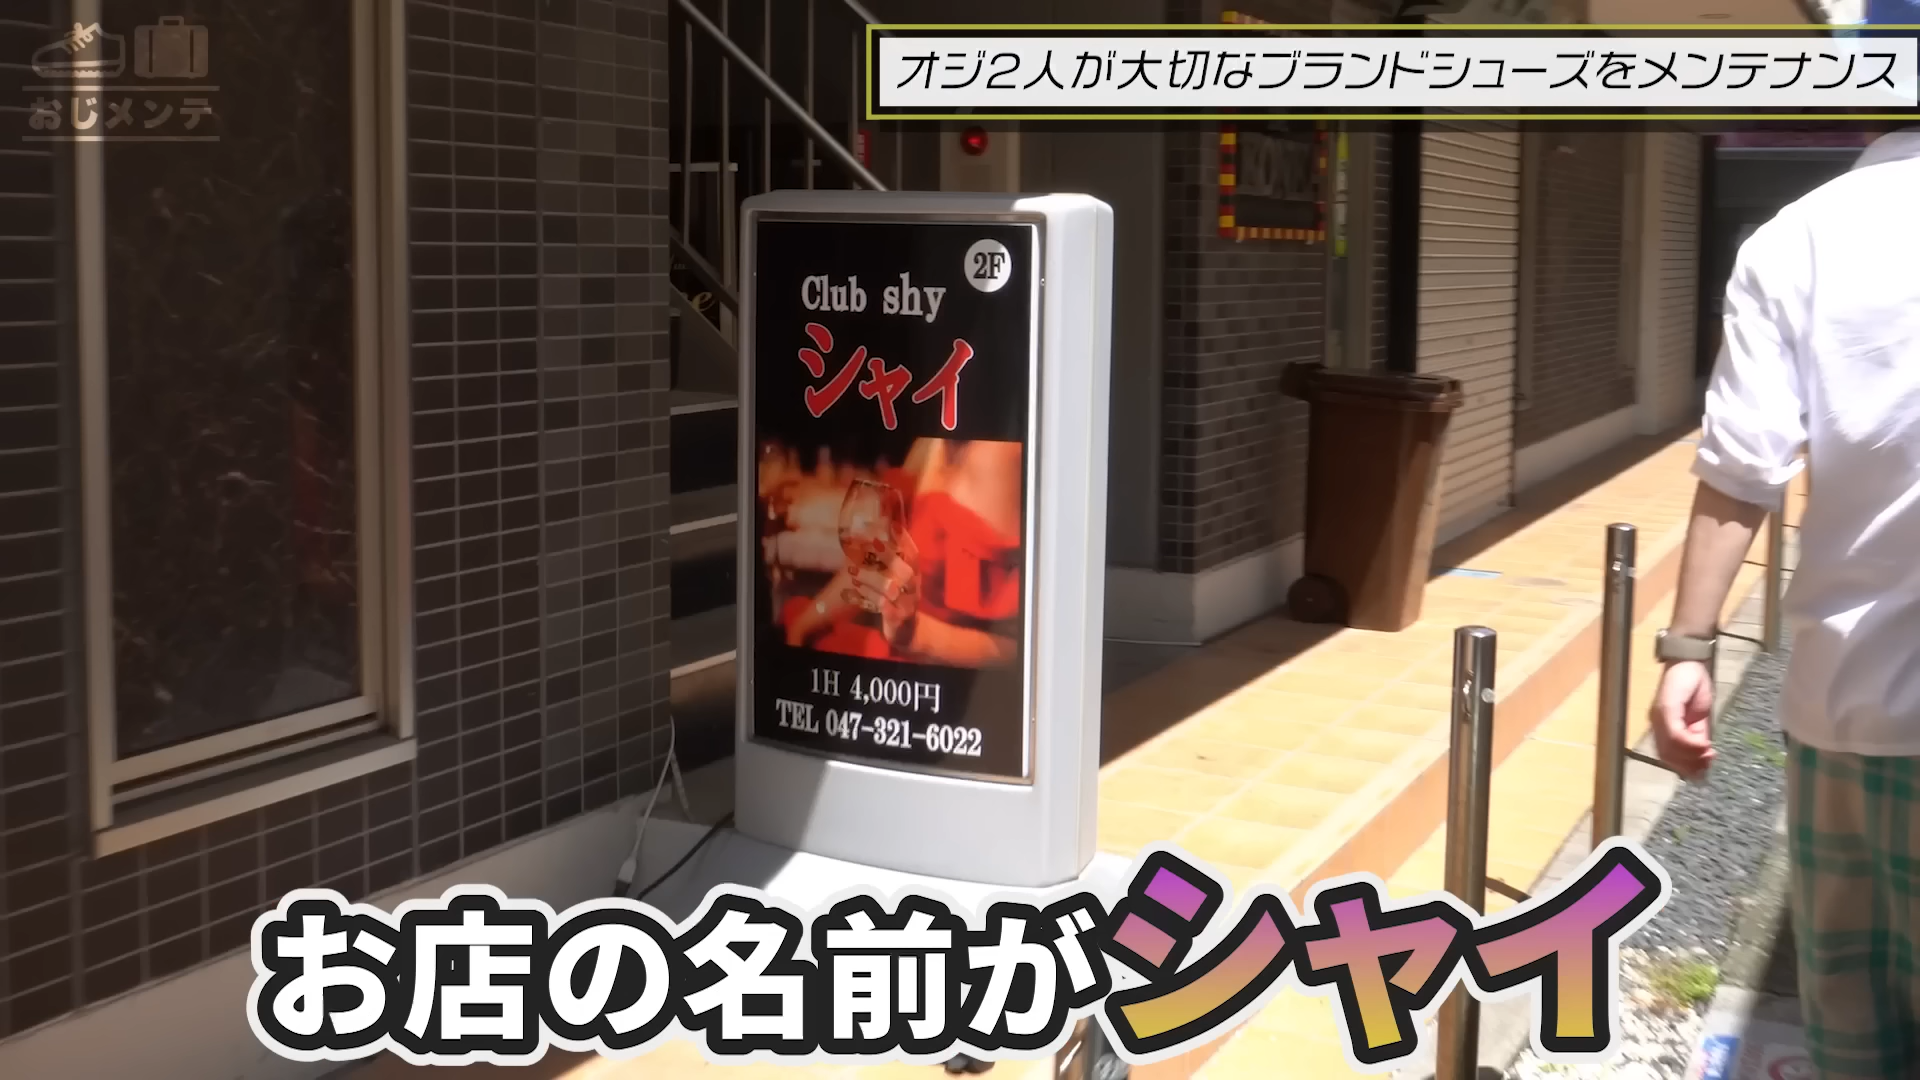 おじメンテ
オジ2人が大切なブランドシューズをメンテナンス
2F
Club shy
シャイ
1H 4,000円
TEL 047-321-6022
お店の名前がシャイ